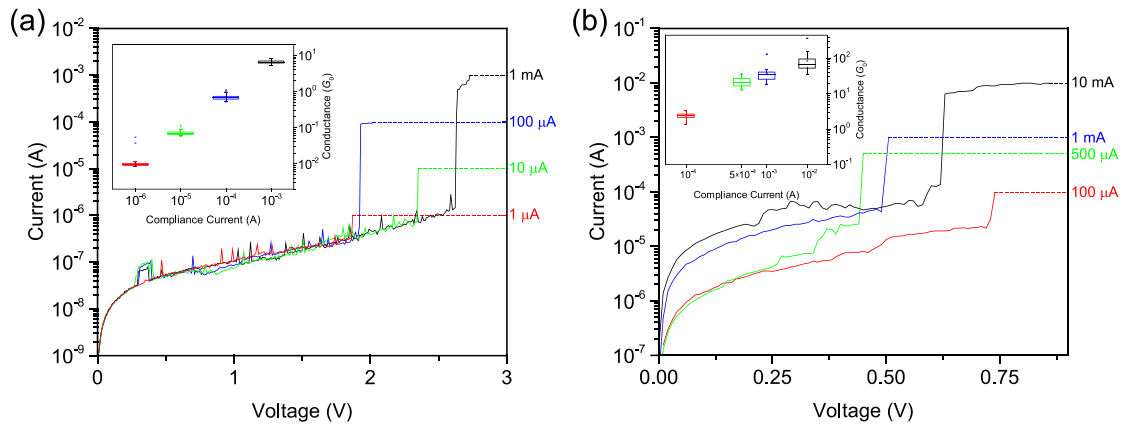 (a)
10⁻²
10⁻³
10⁻⁴
10⁻⁵
10⁻⁶
10⁻⁷
10⁻⁸
10⁻⁹
Current (A)
0 1 2 3
Voltage (V)
1 mA
100 µA
10 µA
1 µA
10¹
10⁰
10⁻¹
10⁻²
Conductance (G₀)
10⁻⁶ 10⁻⁵ 10⁻⁴ 10⁻³
Compliance Current (A)
(b)
10⁻¹
10⁻²
10⁻³
10⁻⁴
10⁻⁵
10⁻⁶
10⁻⁷
Current (A)
0.00 0.25 0.50 0.75
Voltage (V)
10 mA
1 mA
500 µA
100 µA
10²
10¹
10⁰
10⁻¹
Conductance (G₀)
10⁻⁴ 5×10⁻⁴ 10⁻³ 10⁻²
Compliance Current (A)